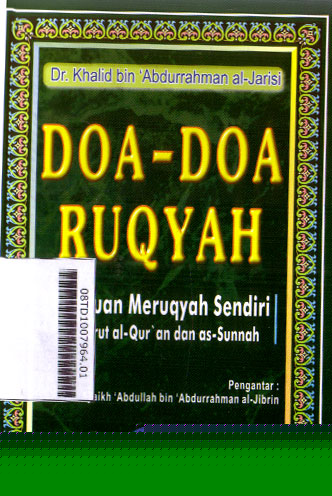 Dr. Khalid bin 'Abdurrahman al-Jarisi
DOA-DOA
RUQYAH
uan Meruqyah Sendiri
rut al-Qur`an dan as-Sunnah
Pengantar :
aikh 'Abdullah bin 'Abdurrahman al-Jibrin
08TD1007964.01